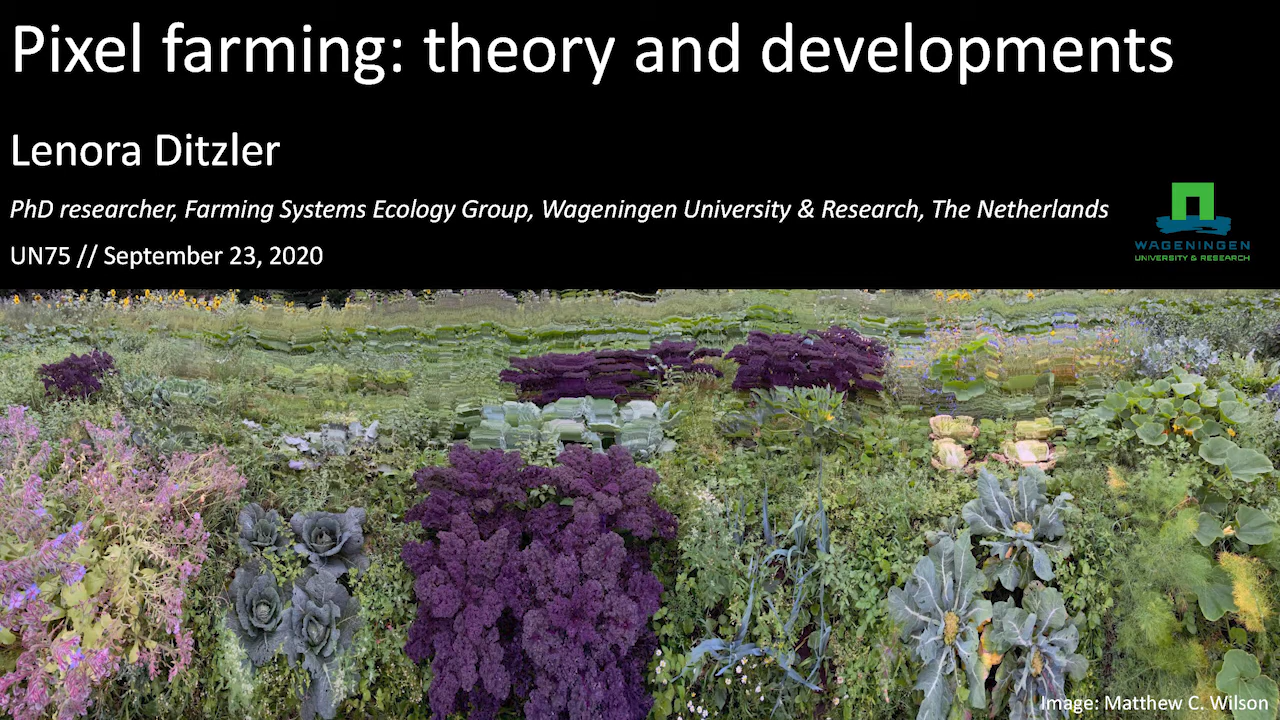 Pixel farming: theory and developments
Lenora Ditzler
PhD researcher, Farming Systems Ecology Group, Wageningen University & Research, The Netherlands
UN75 // September 23, 2020
WAGENINGEN
UNIVERSITY & RESEARCH
Image: Matthew C. Wilson